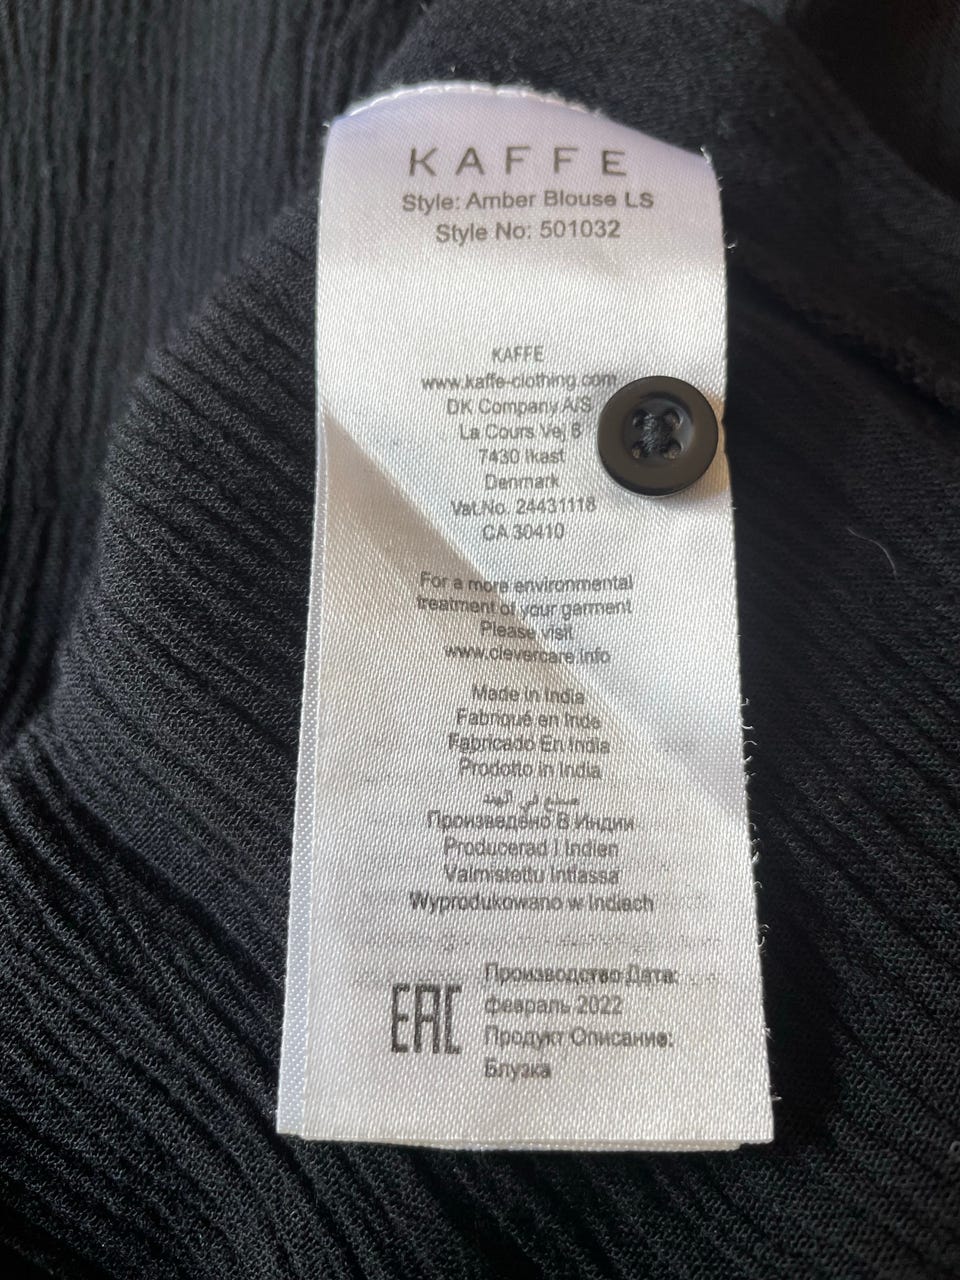 KAFFE
Style: Amber Blouse LS
Style No: 501032
KAFFE
www.kaffe-clothing.com
DK Company A/S
La Cours Vej 6
7430 Ikast
Denmark
Vat.No. 24431118
CA 30410
For a more environmental
treatment of your garment
Please visit
www.clevercare.info
Made in India
Fabriqué en Inde
Fabricado En India
Prodotto in India
صنع في الهند
Произведено В Индии
Producerad I Indien
Valmistettu Intiassa
Wyprodukowano w Indiach
EAC
Производство Дата:
февраль 2022
Продукт Описание:
Блузка